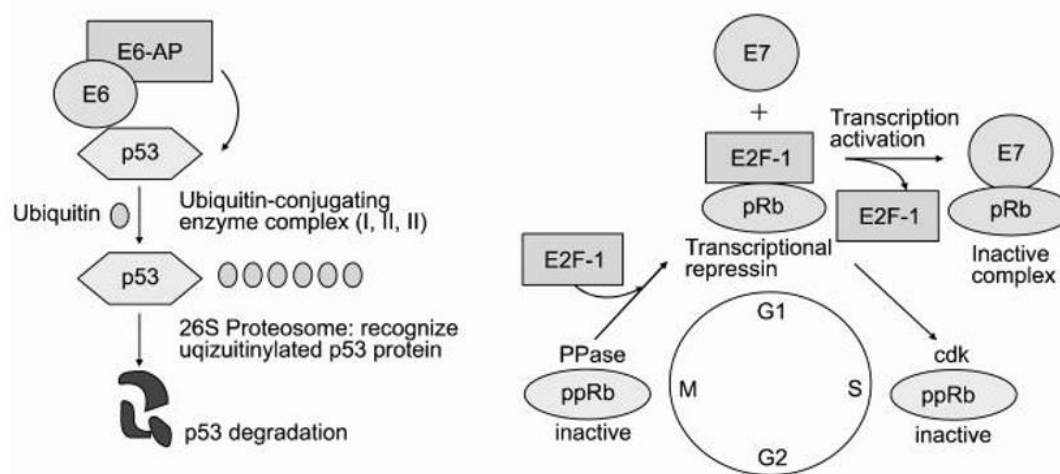 E6-AP
E6
p53
Ubiquitin
Ubiquitin-conjugating
enzyme complex (I, II, II)
p53
26S Proteosome: recognize
uqizuitinylated p53 protein
p53 degradation
E7
+
E2F-1
pRb
Transcriptional
repressin
Transcription
activation
E2F-1
E7
pRb
Inactive
complex
E2F-1
PPase
ppRb
inactive
G1
M
S
G2
cdk
ppRb
inactive